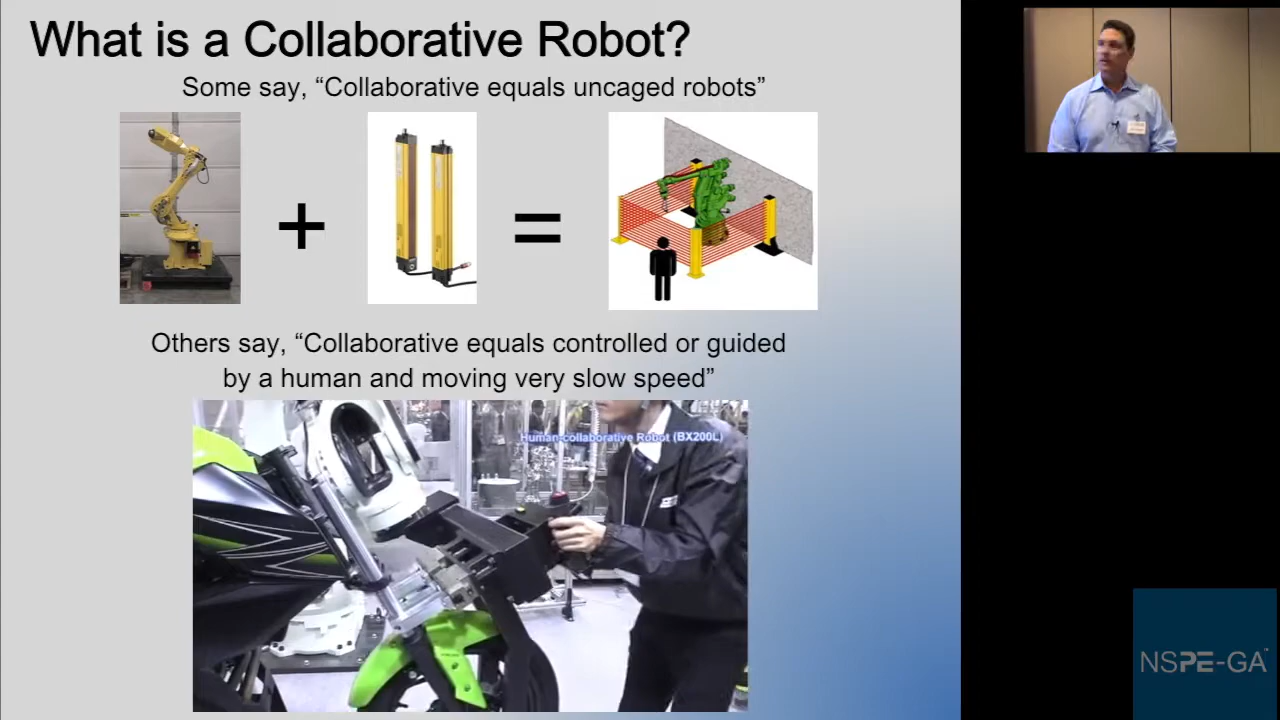 What is a Collaborative Robot?
Some say, “Collaborative equals uncaged robots”
+
=
Others say, “Collaborative equals controlled or guided
by a human and moving very slow speed”
Human-collaborative Robot (BX200L)
NSPE-GA